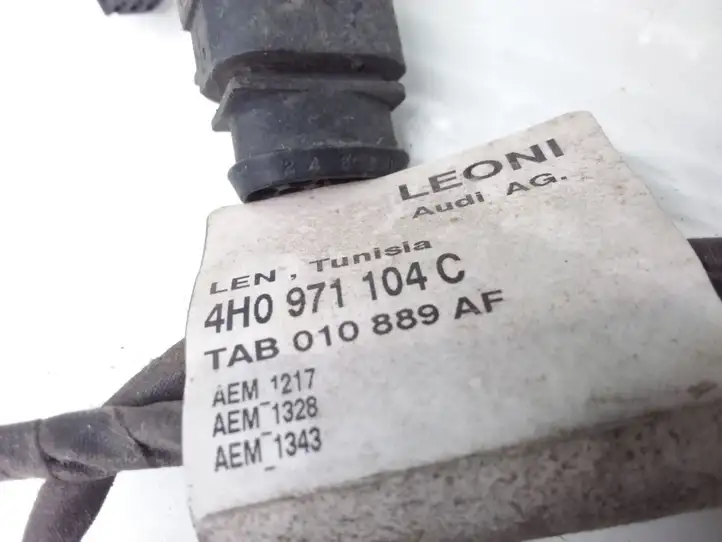 LEONI
Audi AG.
LEN, Tunisia
4H0 971 104 C
TAB 010 889 AF
AEM_1217
AEM_1328
AEM_1343